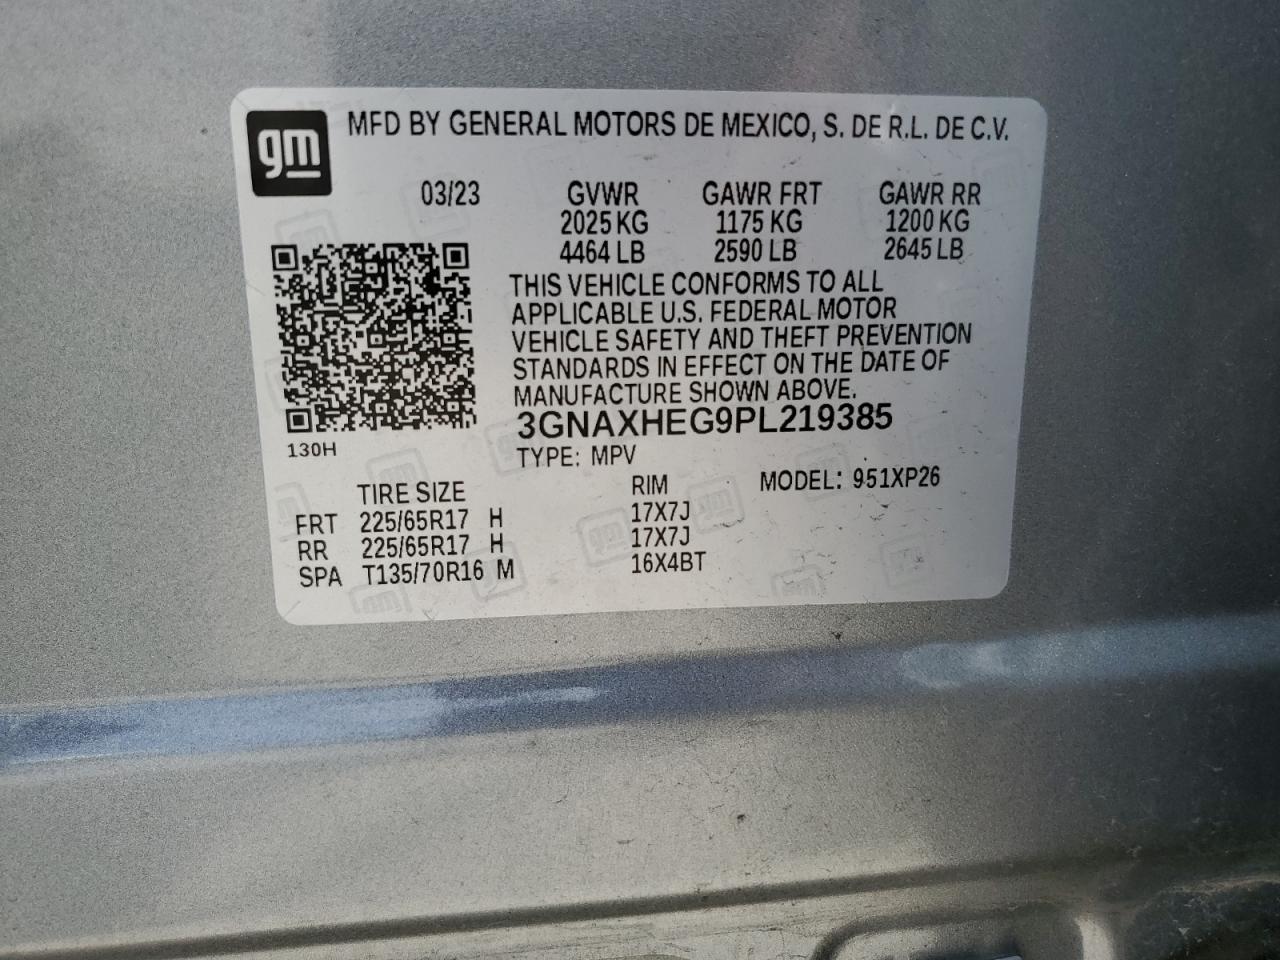 gm
MFD BY GENERAL MOTORS DE MEXICO, S. DE R.L. DE C.V.
03/23 GVWR GAWR FRT GAWR RR
2025 KG 1175 KG 1200 KG
4464 LB 2590 LB 2645 LB
THIS VEHICLE CONFORMS TO ALL
APPLICABLE U.S. FEDERAL MOTOR
VEHICLE SAFETY AND THEFT PREVENTION
STANDARDS IN EFFECT ON THE DATE OF
MANUFACTURE SHOWN ABOVE.
3GNAXHEG9PL219385
130H
TYPE: MPV
TIRE SIZE RIM MODEL: 951XP26
FRT 225/65R17 H 17X7J
RR 225/65R17 H 17X7J
SPA T135/70R16 M 16X4BT